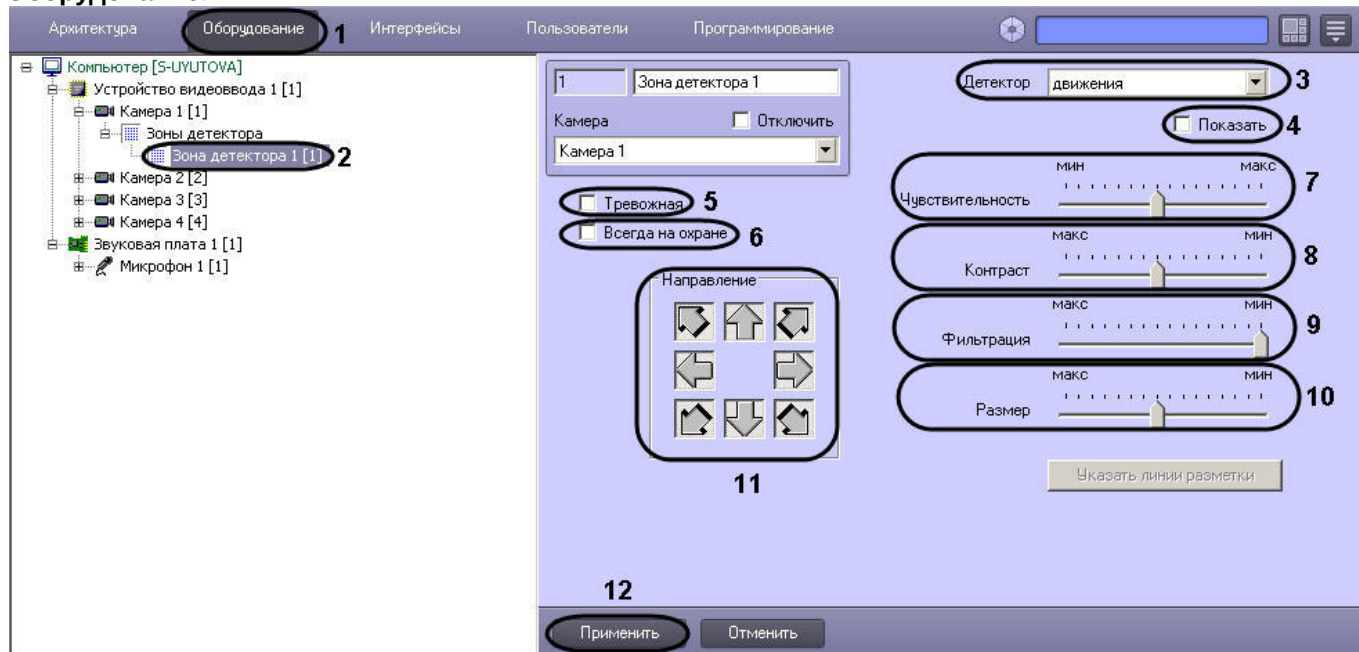 Архитектура Оборудование 1 Интерфейсы Пользователи Программирование
Компьютер [S-UYUTOVA]
Устройство видеоввода 1 [1]
Камера 1 [1]
Зоны детектора
Зона детектора 1 [1] 2
Камера 2 [2]
Камера 3 [3]
Камера 4 [4]
Звуковая плата 1 [1]
Микрофон 1 [1]
1 Зона детектора 1
Камера Отключить
Камера 1
Тревожная 5
Всегда на охране 6
Направление
11
Детектор движения 3
Показать 4
мин макс
Чувствительность 7
макс мин
Контраст 8
макс мин
Фильтрация 9
макс мин
Размер 10
Указать линии разметки
12
Применить Отменить